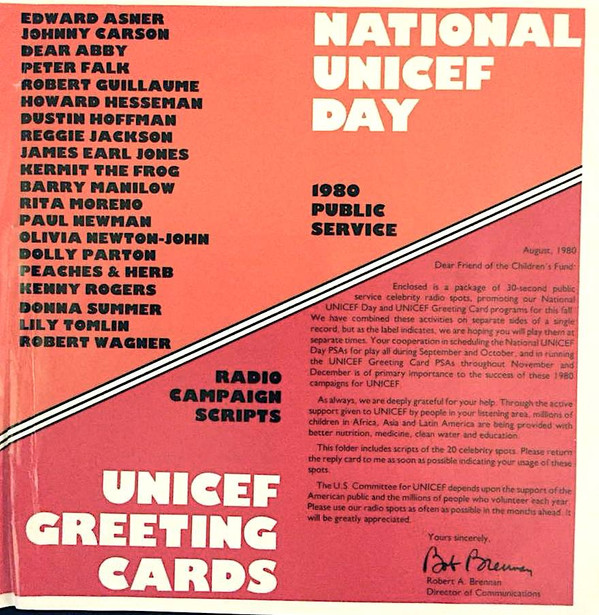 EDWARD ASNER
JOHNNY CARSON
DEAR ABBY
PETER FALK
ROBERT GUILLAUME
HOWARD HESSEMAN
DUSTIN HOFFMAN
REGGIE JACKSON
JAMES EARL JONES
KERMIT THE FROG
BARRY MANILOW
RITA MORENO
PAUL NEWMAN
OLIVIA NEWTON-JOHN
DOLLY PARTON
PEACHES & HERB
KENNY ROGERS
DONNA SUMMER
LILY TOMLIN
ROBERT WAGNER
NATIONAL
UNICEF
DAY
1980
PUBLIC
SERVICE
RADIO
CAMPAIGN
SCRIPTS
UNICEF
GREETING
CARDS
August, 1980
Dear Friend of the Children's Fund:
Enclosed is a package of 30-second public
service celebrity radio spots, promoting our National
UNICEF Day and UNICEF Greeting Card programs for this fall.
We have combined these activities on separate sides of a single
record, but as the label indicates, we are hoping you will play them at
separate times. Your cooperation in scheduling the National UNICEF
Day PSAs for play all during September and October, and in running
the UNICEF Greeting Card PSAs throughout November and
December is of primary importance to the success of these 1980
campaigns for UNICEF.
As always, we are deeply grateful for your help. Through the active
support given to UNICEF by people in your listening area, millions of
children in Africa, Asia and Latin America are being provided with
better nutrition, medicine, clean water and education.
This folder includes scripts of the 20 celebrity spots. Please return
the reply card to me as soon as possible indicating your usage of these
spots.
The U.S. Committee for UNICEF depends upon the support of the
American public and the millions of people who volunteer each year.
Please use our radio spots as often as possible in the months ahead. It
will be greatly appreciated.
Yours sincerely,
Bob Brennan
Robert A. Brennan
Director of Communications